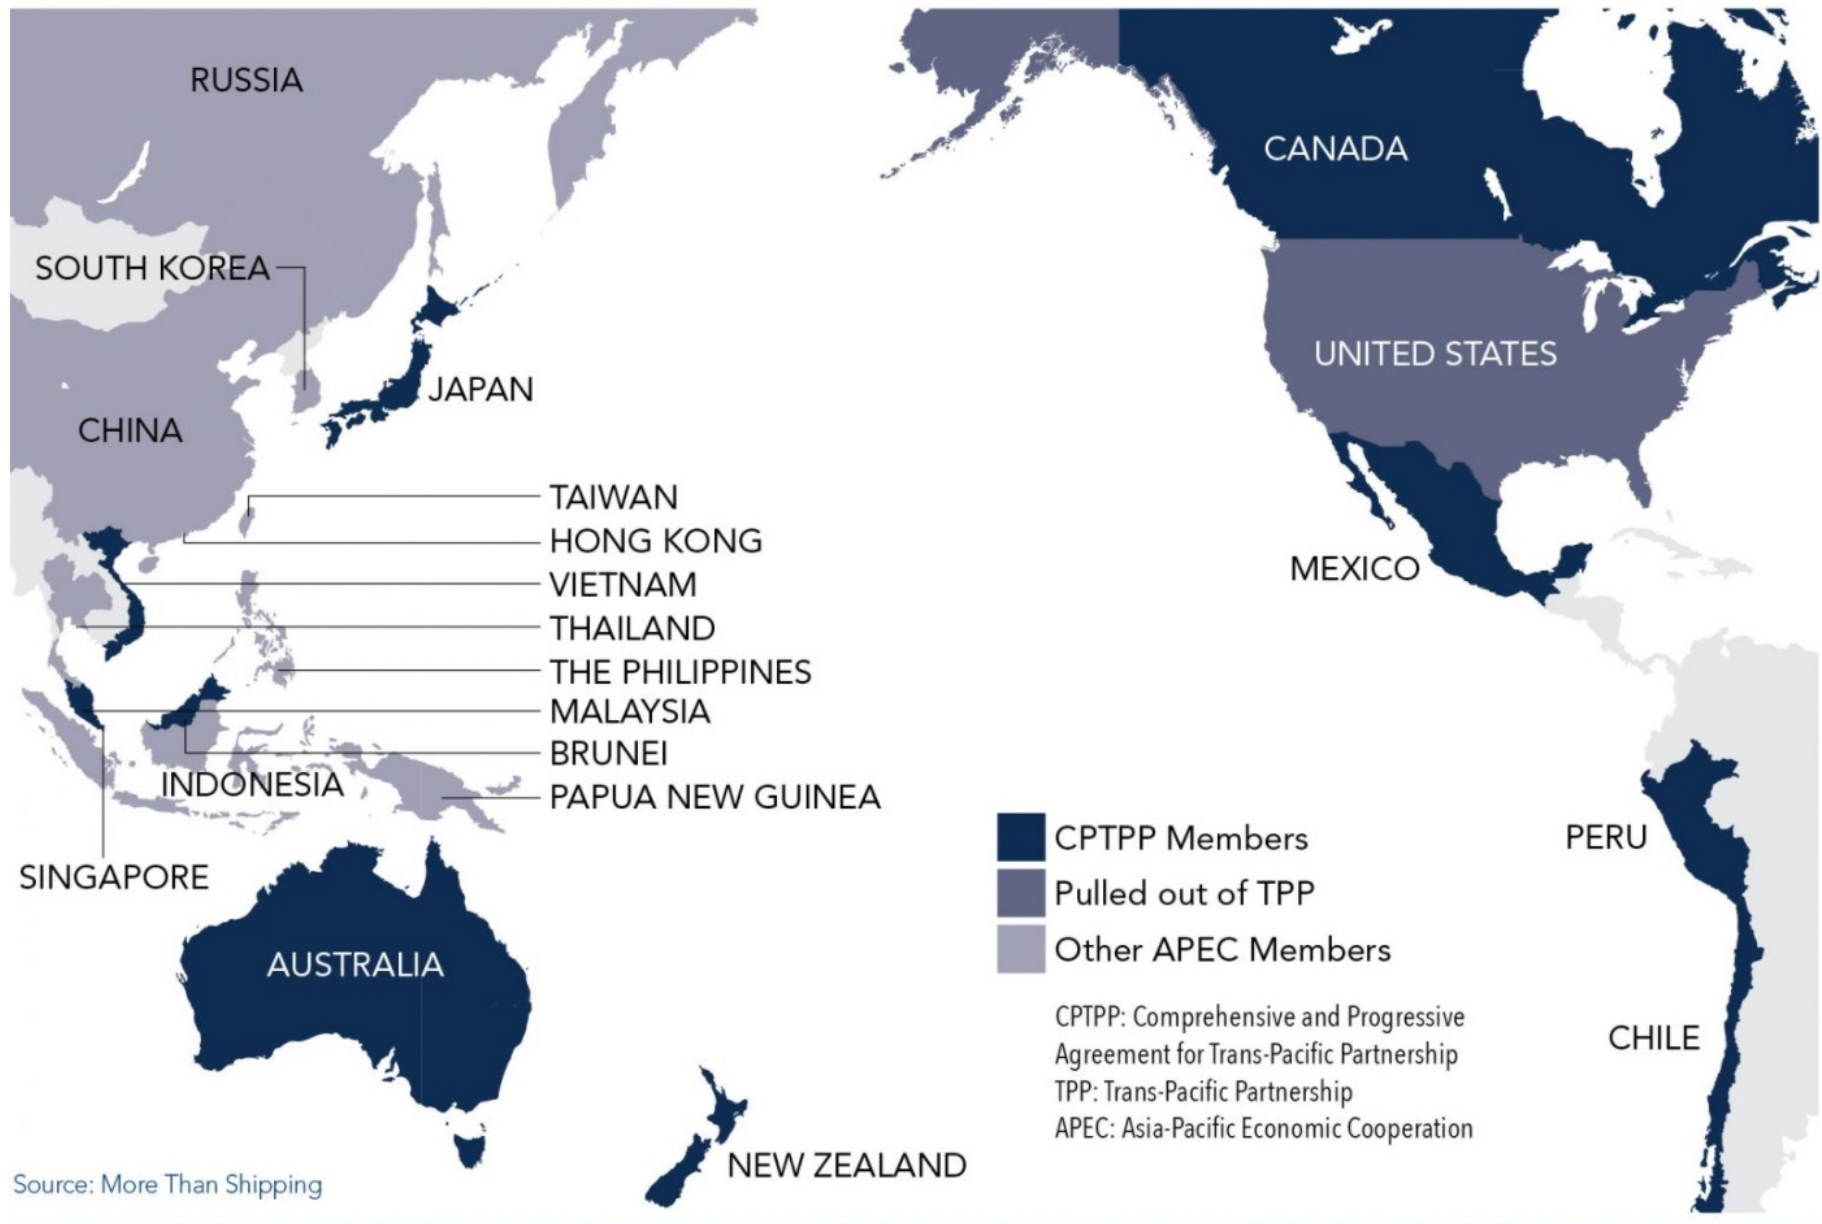 RUSSIA
CANADA
SOUTH KOREA
UNITED STATES
JAPAN
CHINA
TAIWAN
HONG KONG
VIETNAM
MEXICO
THAILAND
THE PHILIPPINES
MALAYSIA
BRUNEI
INDONESIA
PAPUA NEW GUINEA
SINGAPORE
PERU
AUSTRALIA
CHILE
NEW ZEALAND
CPTPP Members
Pulled out of TPP
Other APEC Members
CPTPP: Comprehensive and Progressive
Agreement for Trans-Pacific Partnership
TPP: Trans-Pacific Partnership
APEC: Asia-Pacific Economic Cooperation
Source: More Than Shipping